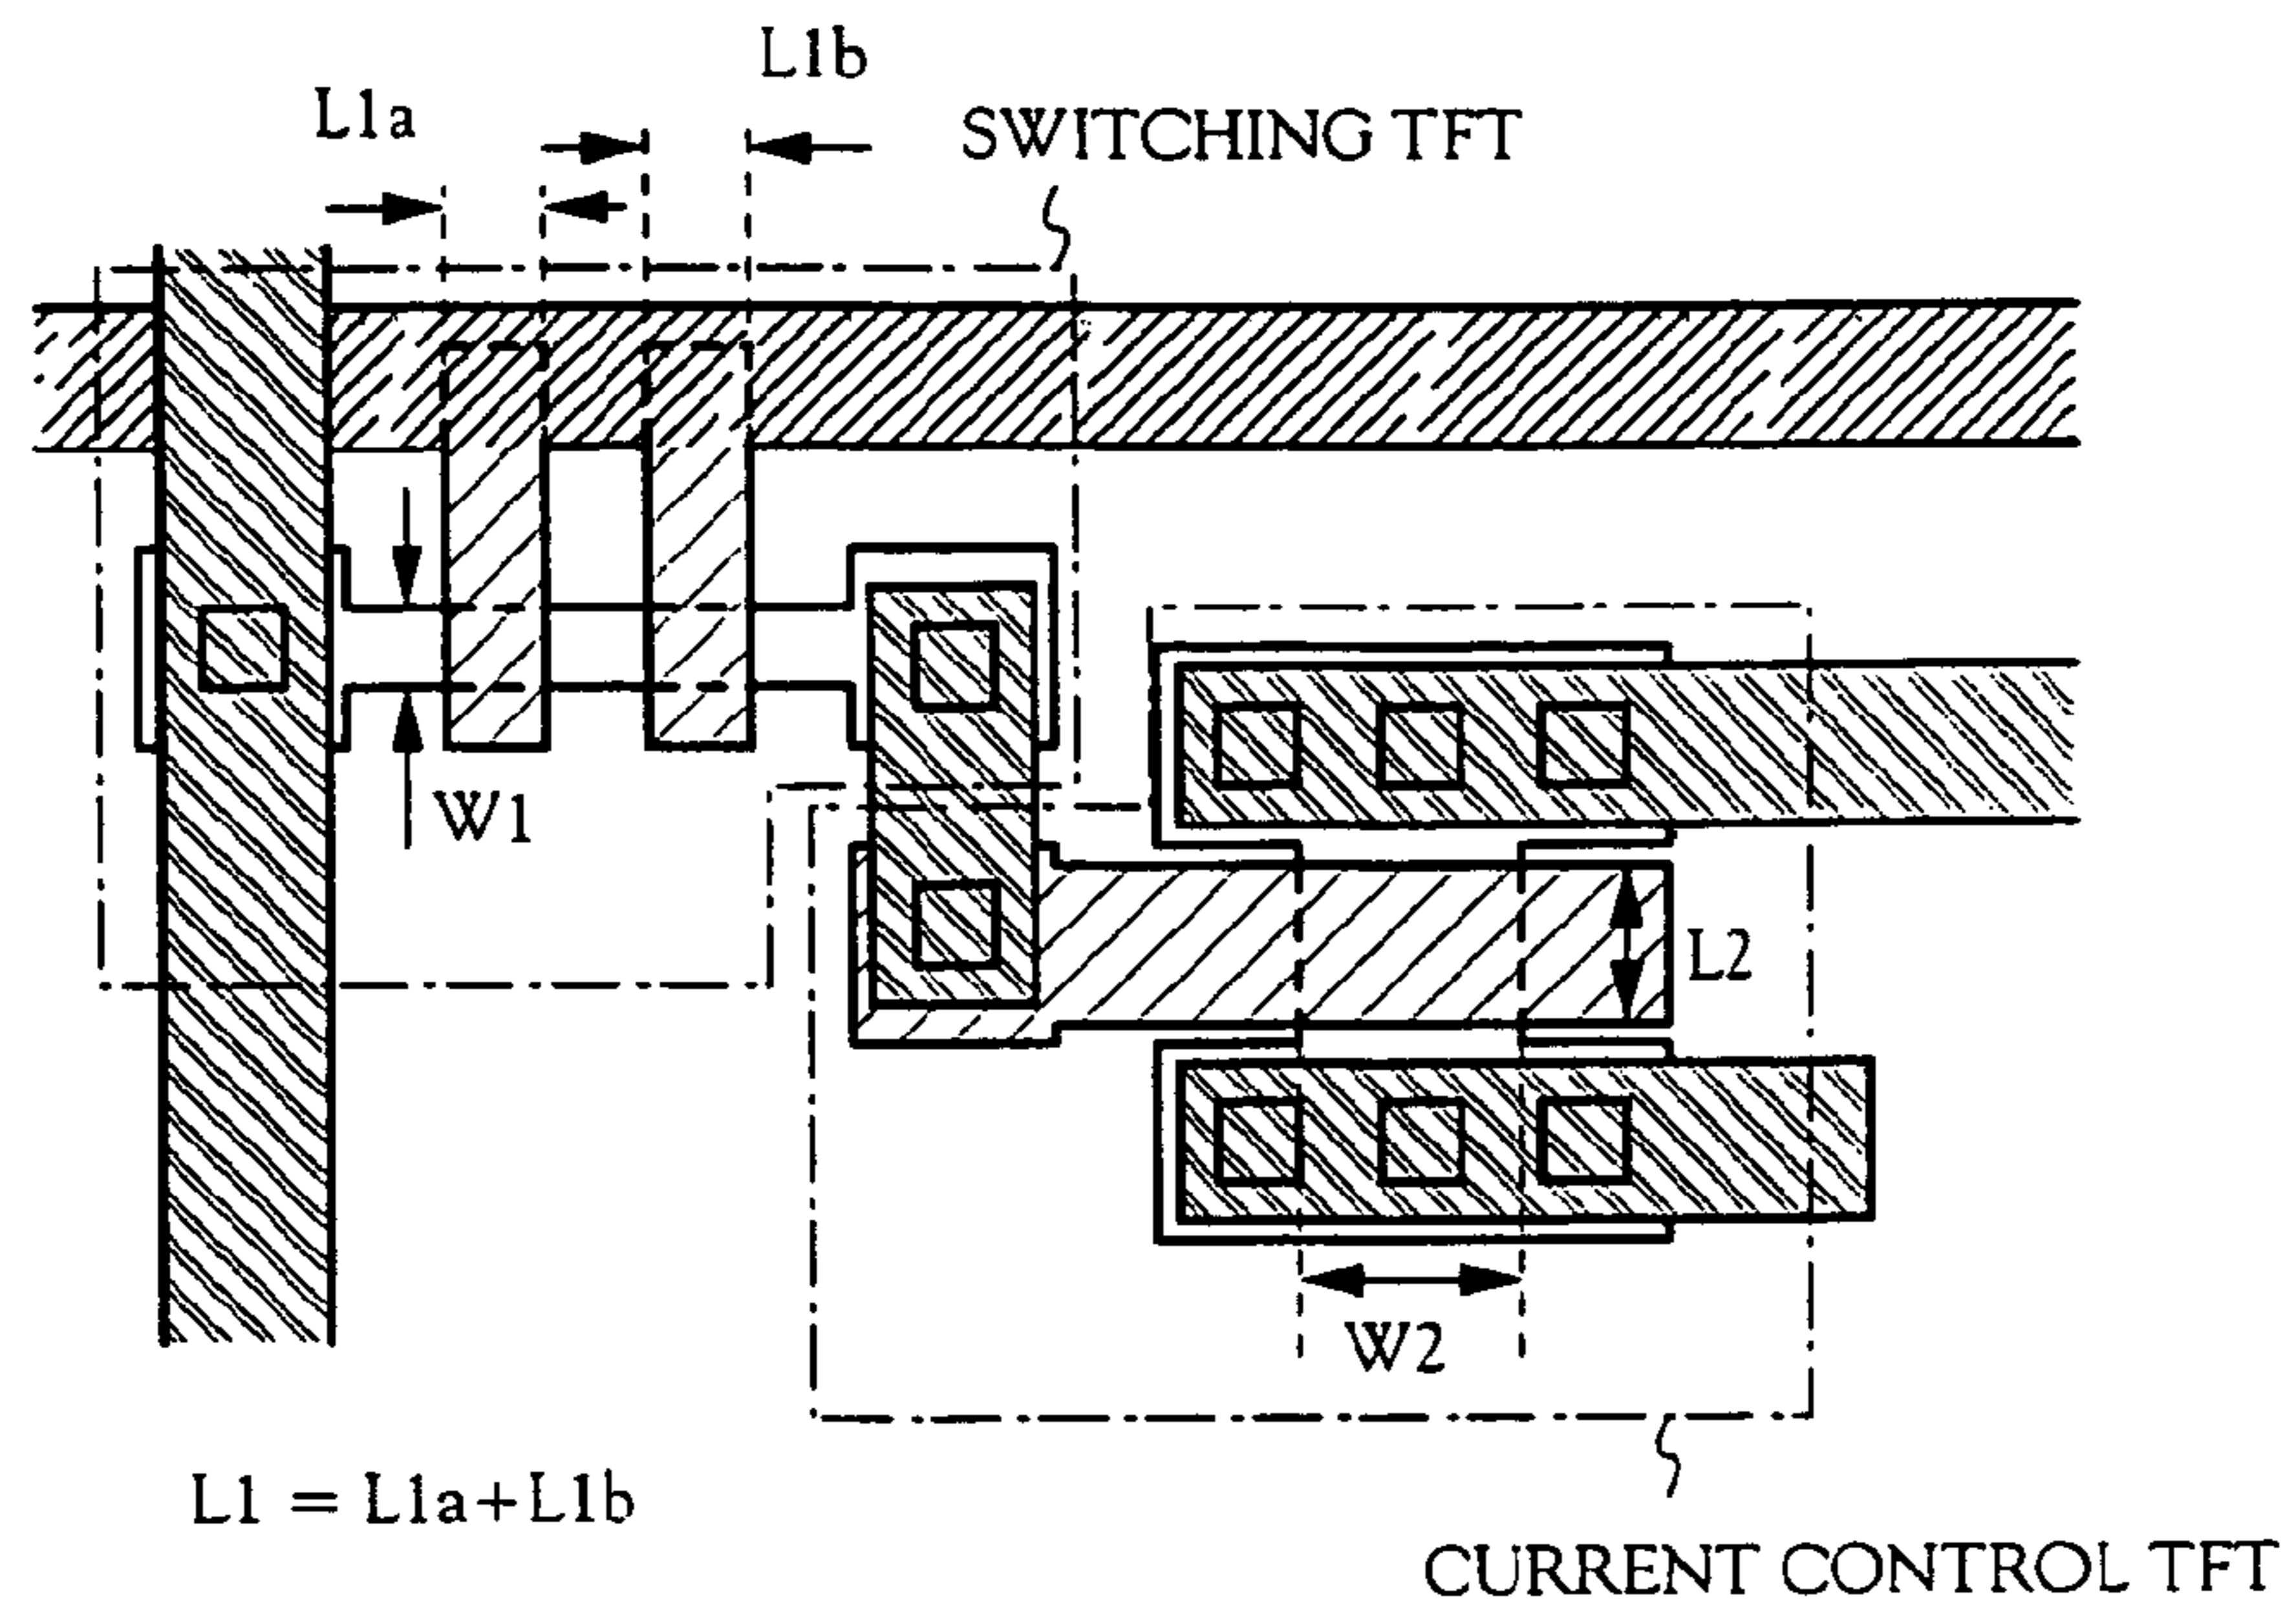 L1b
L1a
SWITCHING TFT
W1
L2
W2
L1 = L1a+L1b
CURRENT CONTROL TFT